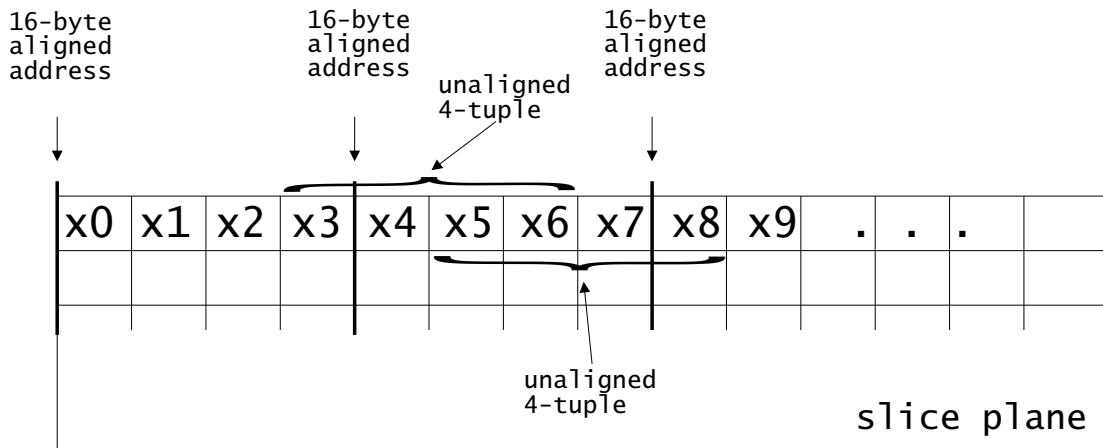 16-byte
aligned
address
16-byte
aligned
address
16-byte
aligned
address
unaligned
4-tuple
x0 x1 x2 x3 x4 x5 x6 x7 x8 x9 . . .
unaligned
4-tuple
slice plane